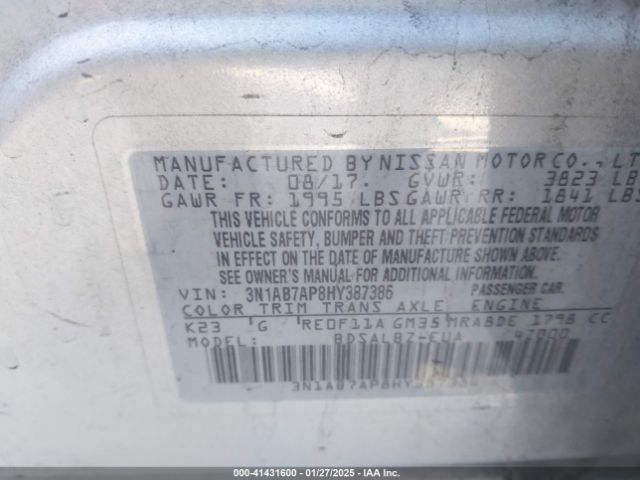 MANUFACTURED BY NISSAN MOTOR CO., LT
DATE: 08/17. GVWR: 3823 LB
GAWR FR: 1995 LBS GAWR RR: 1841 LBS
THIS VEHICLE CONFORMS TO ALL APPLICABLE FEDERAL MOTOR
VEHICLE SAFETY, BUMPER AND THEFT PREVENTION STANDARDS
IN EFFECT ON THE DATE OF MANUFACTURE SHOWN ABOVE.
SEE OWNER'S MANUAL FOR ADDITIONAL INFORMATION
VIN: 3N1AB7AP8HY387386 PASSENGER CAR.
COLOR TRIM TRANS AXLE ENGINE
K23 G RE0F11A GM35 MRA8DE 1798 CC
MODEL: BDSALBZ-EUA
3N1AB7AP8HY387386
000-41431600 | 01/27/2025 | IAA Inc.